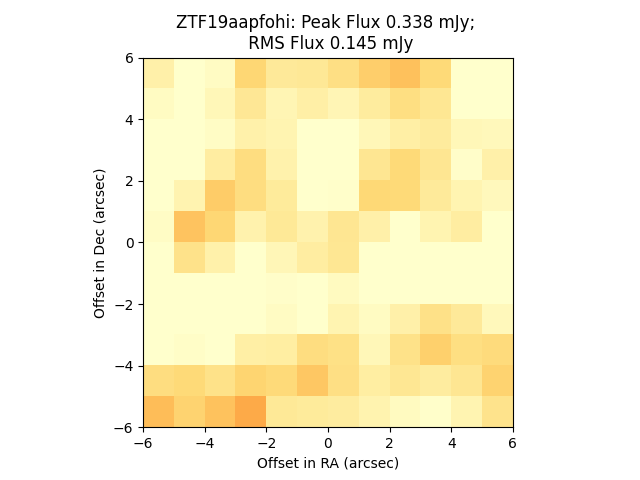 ZTF19aapfohi: Peak Flux 0.338 mJy;
RMS Flux 0.145 mJy
6
4
2
0
−2
−4
−6
Offset in Dec (arcsec)
−6 −4 −2 0 2 4 6
Offset in RA (arcsec)